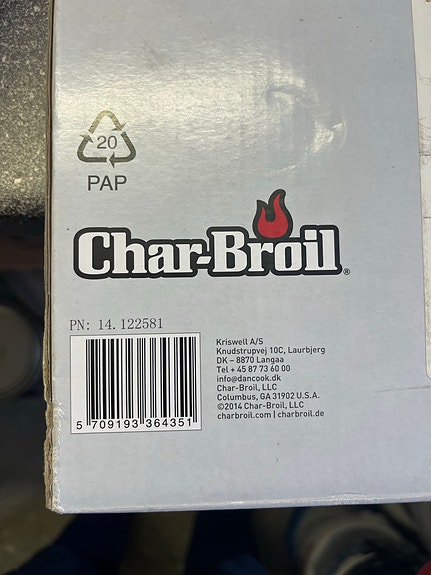 20
PAP
Char-Broil®
PN: 14.122581
5 709193 364351
Kriswell A/S
Knudstrupvej 10C, Laurbjerg
DK – 8870 Langaa
Tel + 45 87 73 60 00
info@dancook.dk
Char-Broil, LLC
Columbus, GA 31902 U.S.A.
©2014 Char-Broil, LLC
charbroil.com | charbroil.de